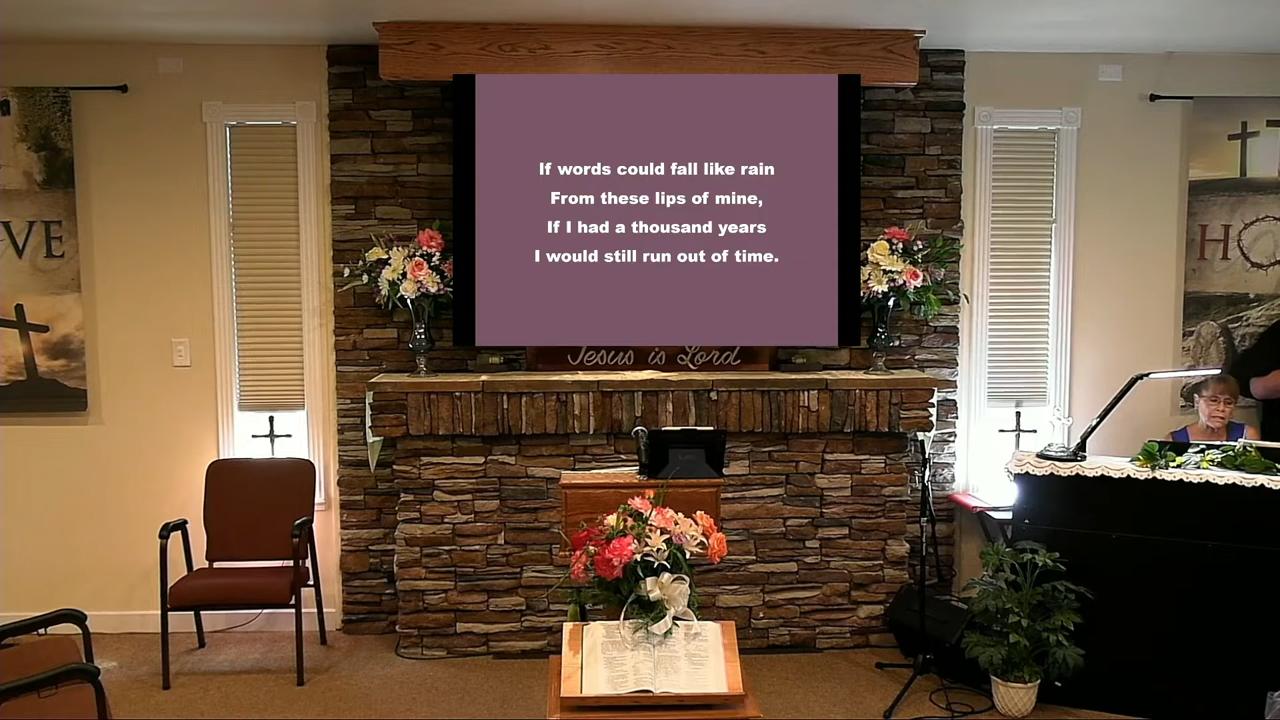 If words could fall like rain
From these lips of mine,
If I had a thousand years
I would still run out of time.
Jesus is Lord
VE
H